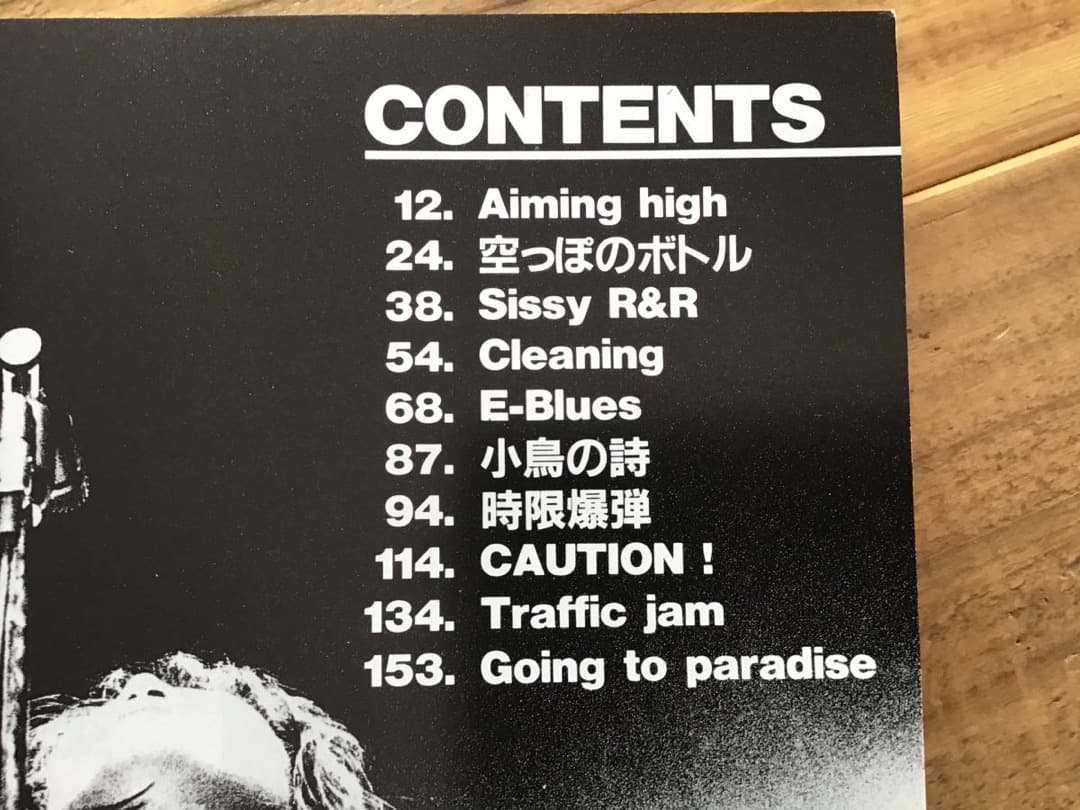 CONTENTS
12. Aiming high
24. 空っぽのボトル
38. Sissy R&R
54. Cleaning
68. E-Blues
87. 小鳥の詩
94. 時限爆弾
114. CAUTION !
134. Traffic jam
153. Going to paradise